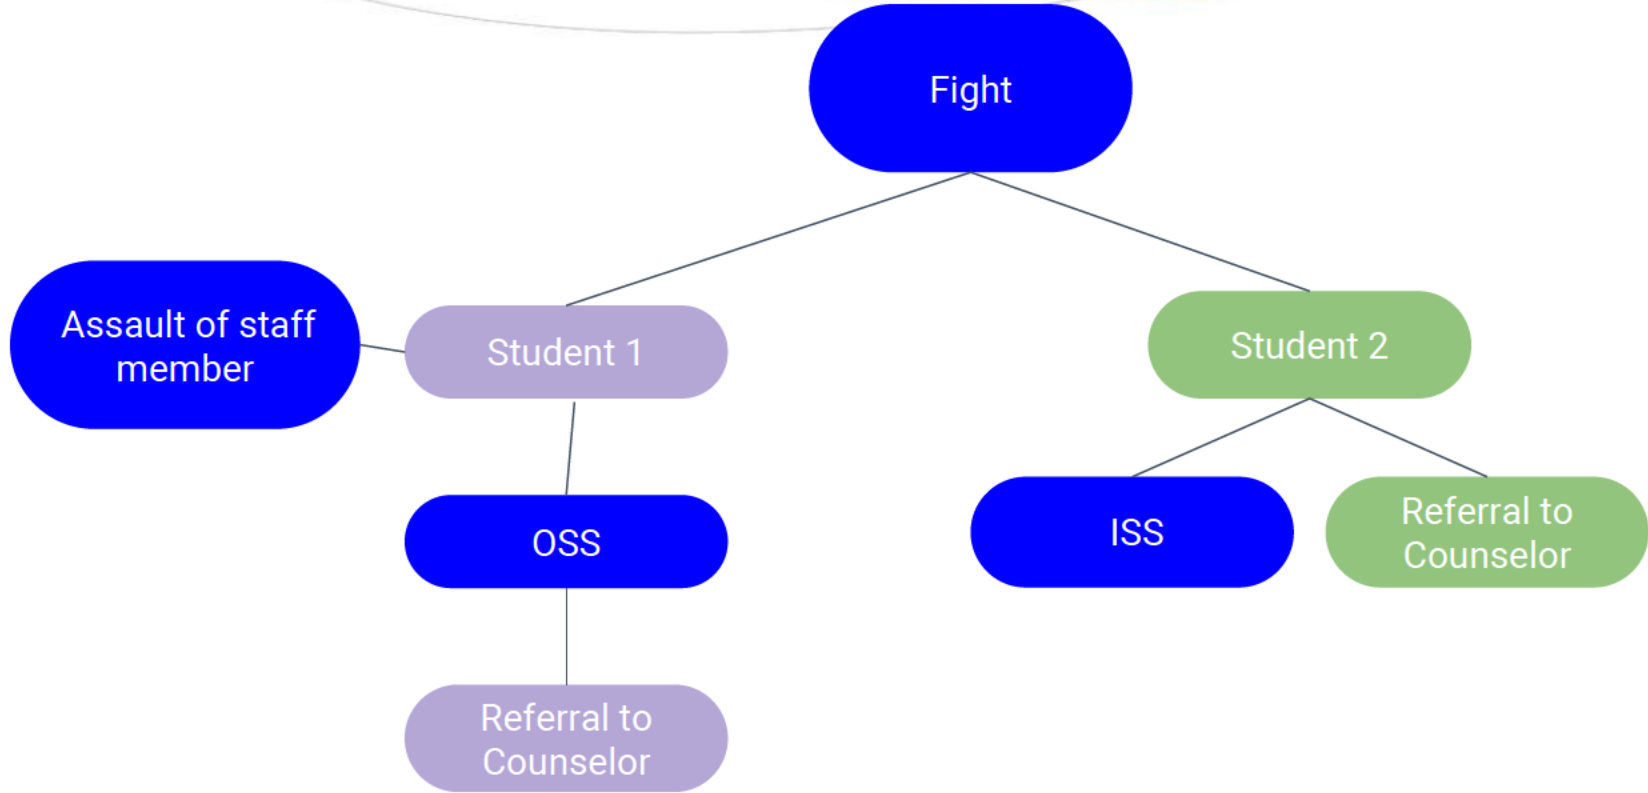 Fight
Assault of staff
member
Student 1
Student 2
OSS
ISS
Referral to
Counselor
Referral to
Counselor